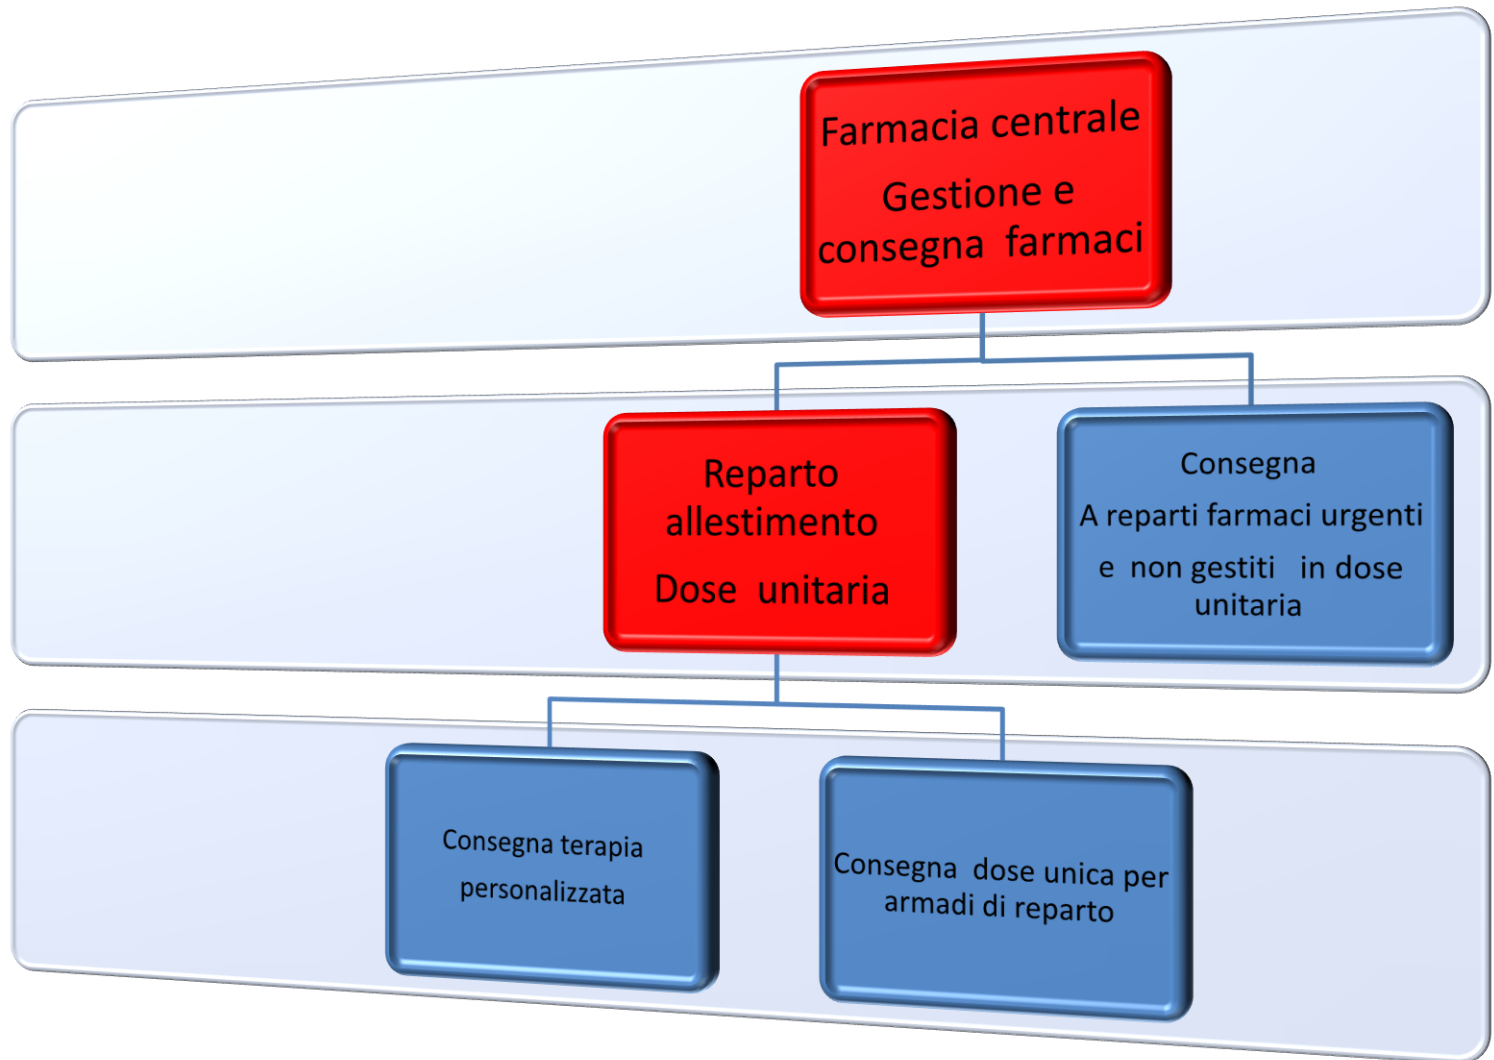 Farmacia centrale
Gestione e
consegna farmaci
Reparto
allestimento
Dose unitaria
Consegna
A reparti farmaci urgenti
e non gestiti in dose
unitaria
Consegna terapia
personalizzata
Consegna dose unica per
armadi di reparto